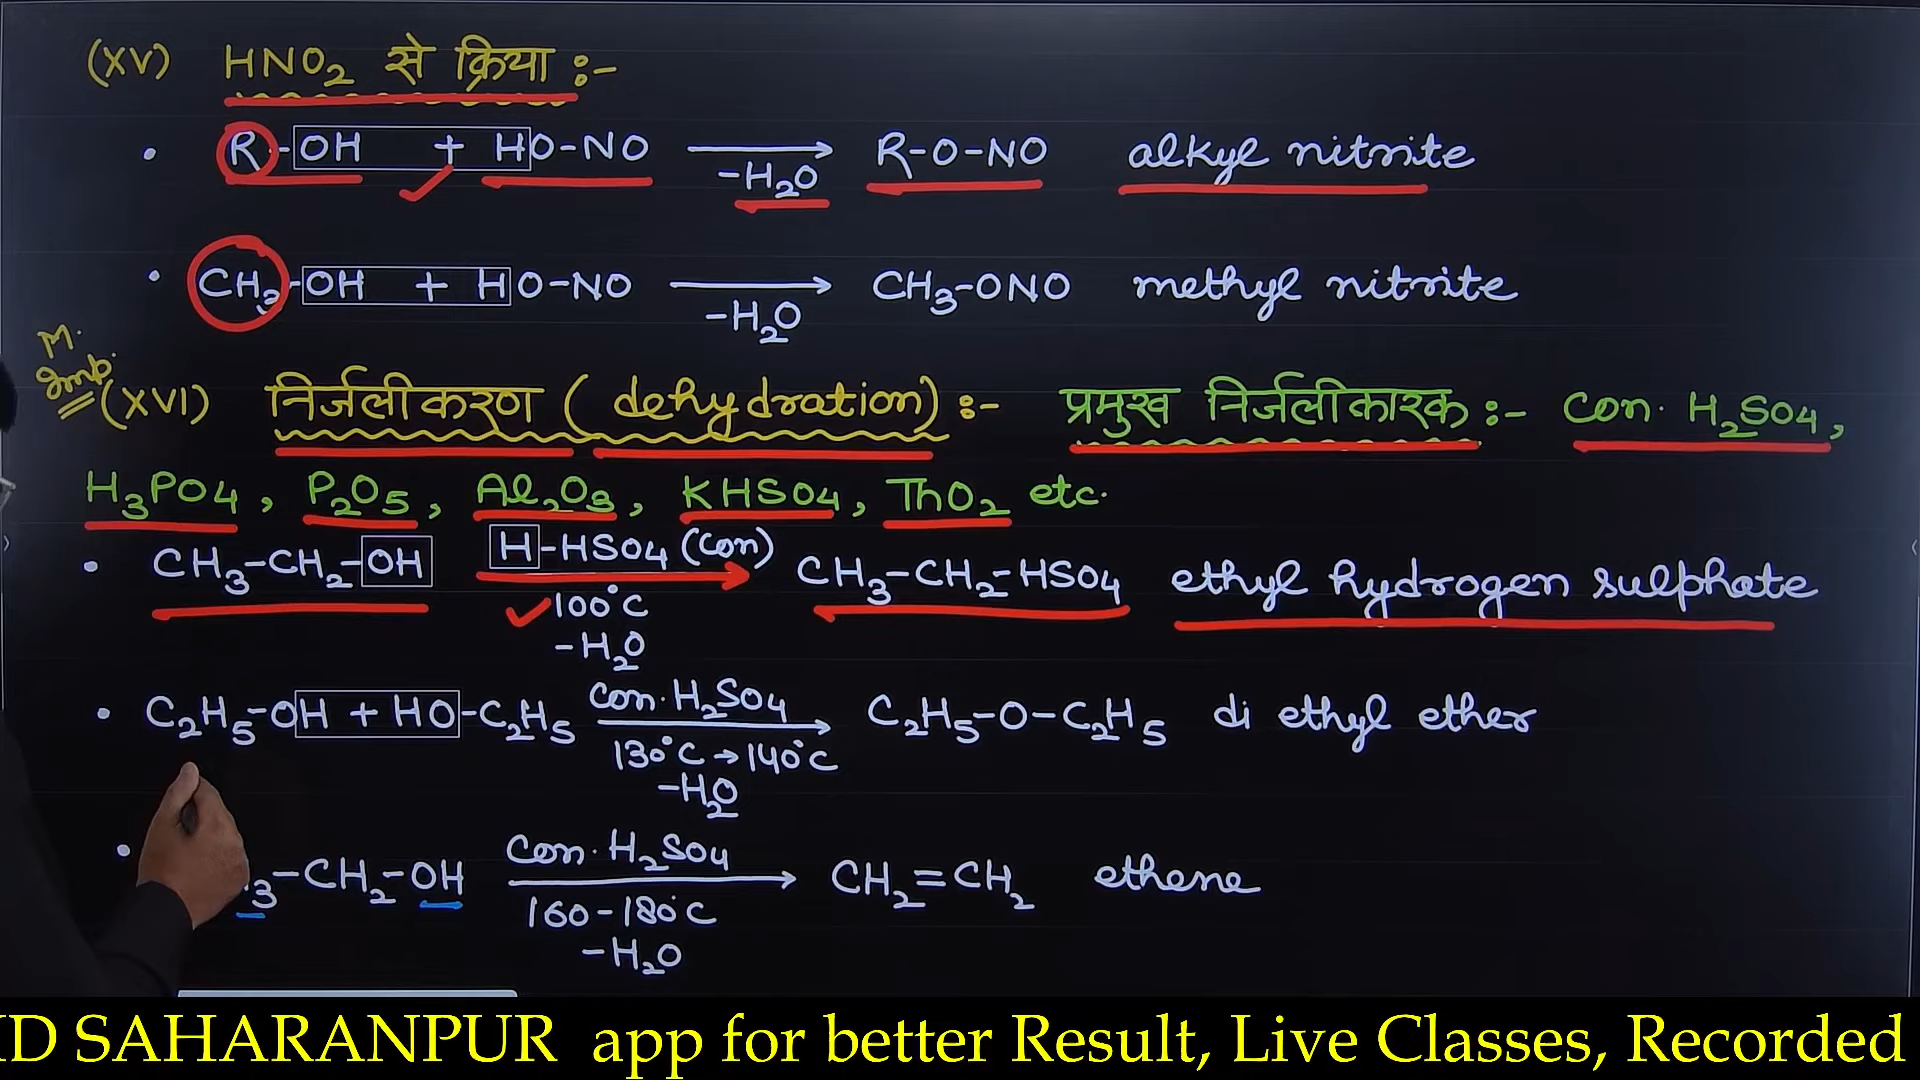 (XV) HNO2 से क्रिया :-
• R-OH + HO-NO → -H2O R-O-NO alkyl nitrite
• CH3-OH + HO-NO → -H2O CH3-ONO methyl nitrite
M. Imp.
(XVI) निर्जलीकरण ( dehydration) :- प्रमुख निर्जलीकारक :- con. H2SO4,
H3PO4, P2O5, Al2O3, KHSO4, ThO2 etc.
• CH3-CH2-OH H-HSO4 (con) → 100°C -H2O CH3-CH2-HSO4 ethyl hydrogen sulphate
• C2H5-OH + HO-C2H5 con. H2SO4 → 130°C→140°C -H2O C2H5-O-C2H5 di ethyl ether
• 3-CH2-OH con. H2SO4 → 160-180°C -H2O CH2=CH2 ethene
SAHARANPUR app for better Result, Live Classes, Recorded